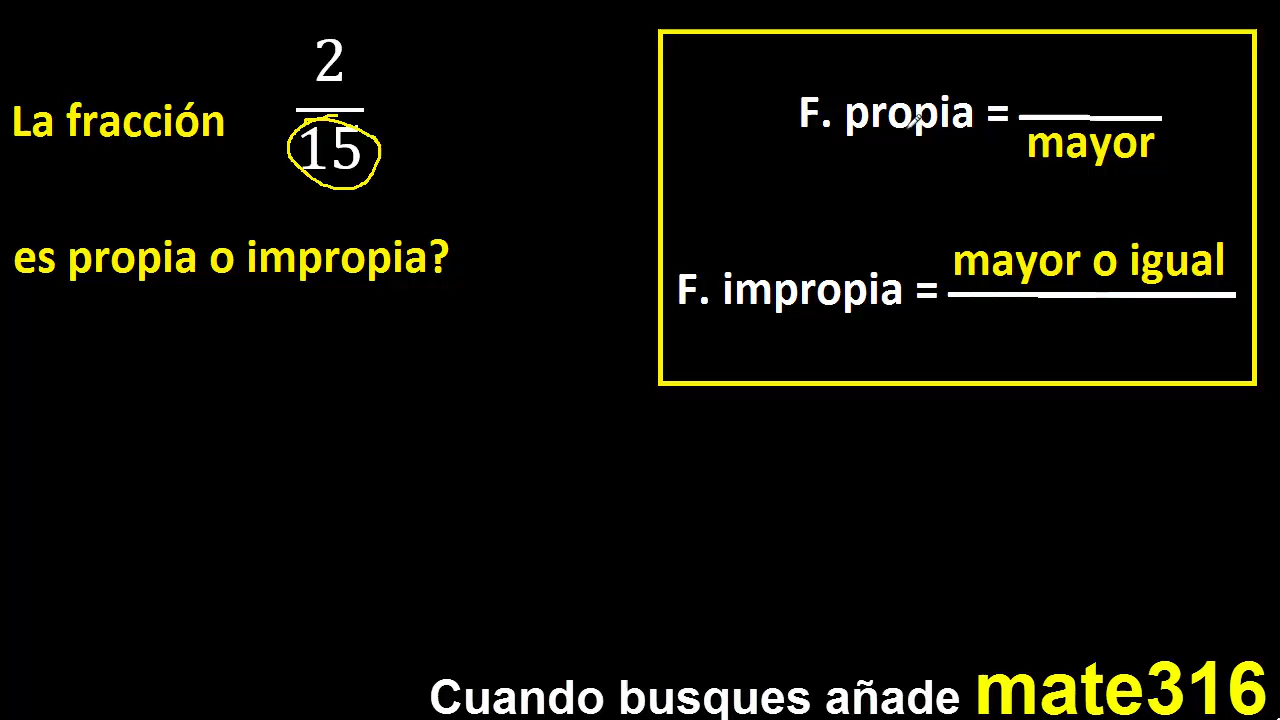 La fracción
2
15
es propia o impropia?
F. propia =
mayor
F. impropia =
mayor o igual
Cuando busques añade mate316